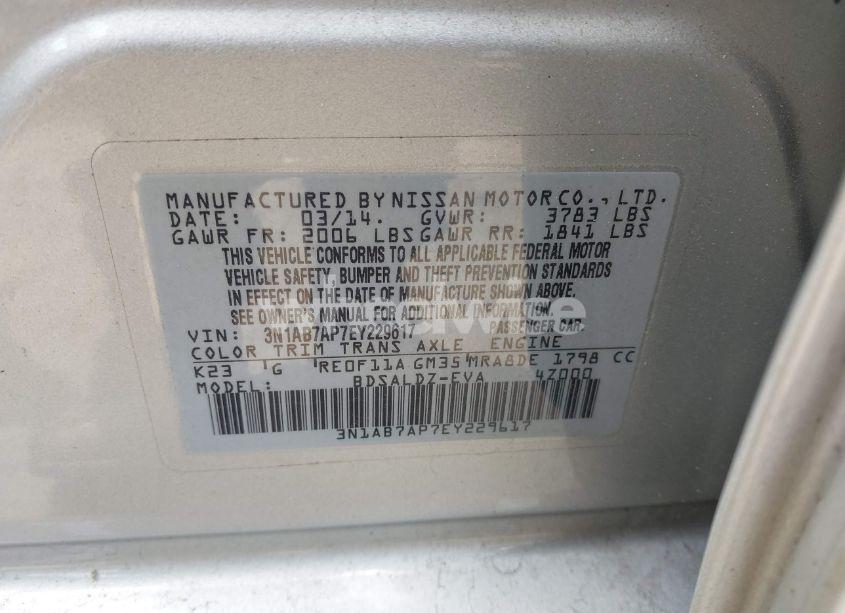 MANUFACTURED BY NISSAN MOTOR CO., LTD.
DATE: 03/14. GVWR: 3783 LBS
GAWR FR: 2006 LBS GAWR RR: 1841 LBS
THIS VEHICLE CONFORMS TO ALL APPLICABLE FEDERAL MOTOR
VEHICLE SAFETY, BUMPER AND THEFT PREVENTION STANDARDS
IN EFFECT ON THE DATE OF MANUFACTURE SHOWN ABOVE.
SEE OWNER'S MANUAL FOR ADDITIONAL INFORMATION.
VIN: 3N1AB7AP7EY229617 PASSENGER CAR.
COLOR TRIM TRANS AXLE ENGINE
K23 G RE0F11A GM35 MRA8DE 1798 CC
MODEL: BDSALDZ-EVA 4Z000
3N1AB7AP7EY229617